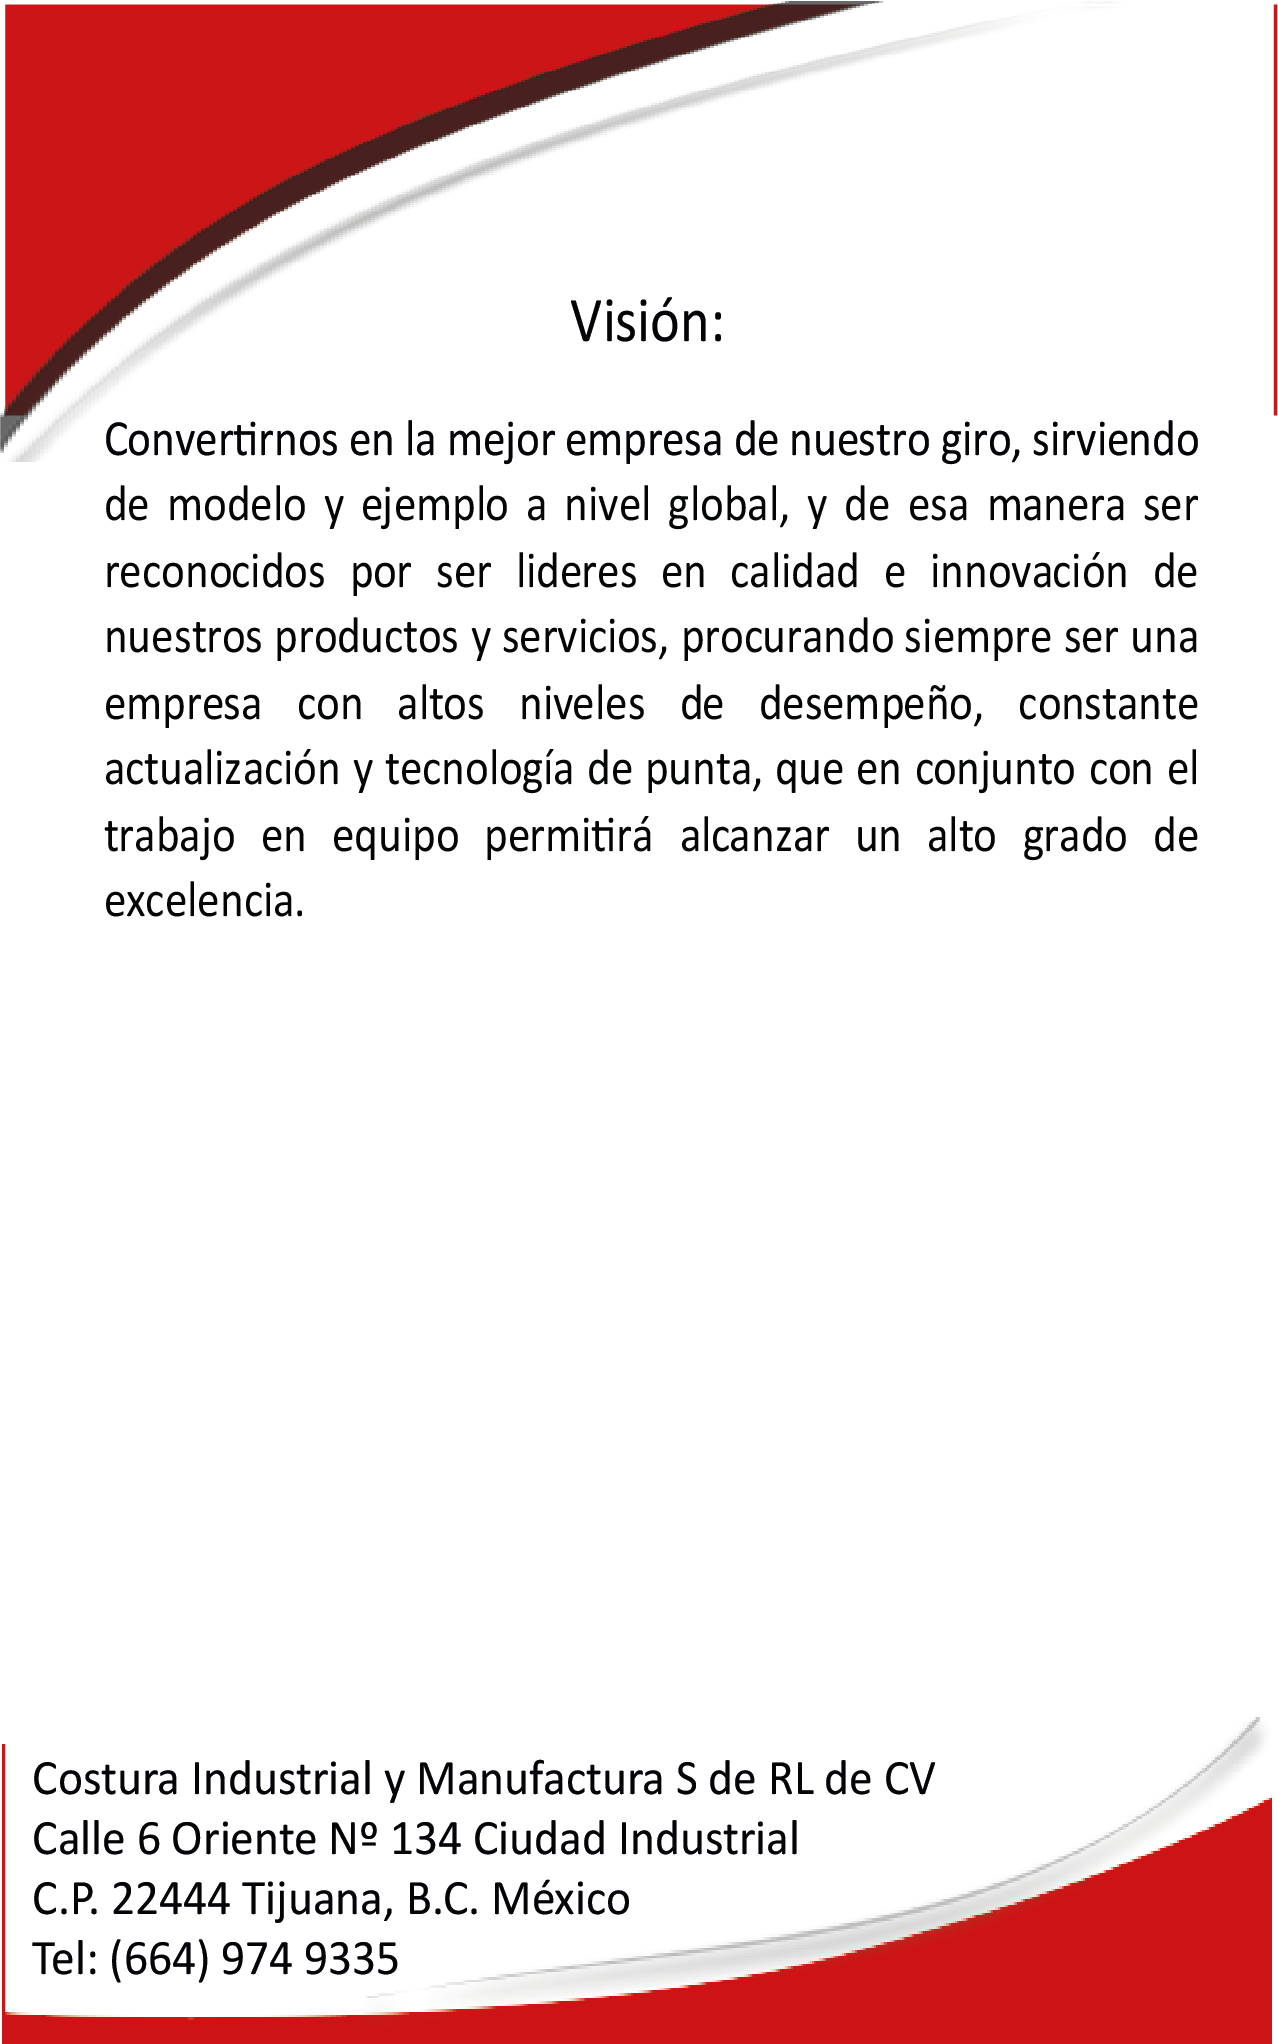 Visión:
Convertirnos en la mejor empresa de nuestro giro, sirviendo
de modelo y ejemplo a nivel global, y de esa manera ser
reconocidos por ser lideres en calidad e innovación de
nuestros productos y servicios, procurando siempre ser una
empresa con altos niveles de desempeño, constante
actualización y tecnología de punta, que en conjunto con el
trabajo en equipo permitirá alcanzar un alto grado de
excelencia.
Costura Industrial y Manufactura S de RL de CV
Calle 6 Oriente Nº 134 Ciudad Industrial
C.P. 22444 Tijuana, B.C. México
Tel: (664) 974 9335